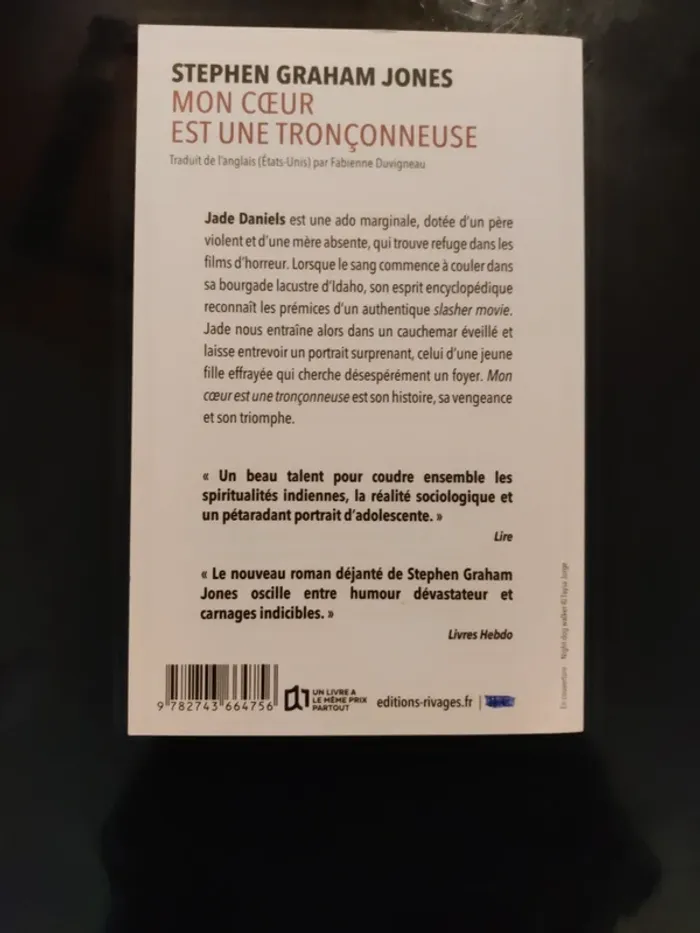 STEPHEN GRAHAM JONES
MON CŒUR
EST UNE TRONÇONNEUSE
Traduit de l'anglais (États-Unis) par Fabienne Duvigneau
Jade Daniels est une ado marginale, dotée d'un père
violent et d'une mère absente, qui trouve refuge dans les
films d'horreur. Lorsque le sang commence à couler dans
sa bourgade lacustre d'Idaho, son esprit encyclopédique
reconnaît les prémices d'un authentique slasher movie.
Jade nous entraîne alors dans un cauchemar éveillé et
laisse entrevoir un portrait surprenant, celui d'une jeune
fille effrayée qui cherche désespérément un foyer. Mon
cœur est une tronçonneuse est son histoire, sa vengeance
et son triomphe.
« Un beau talent pour coudre ensemble les
spiritualités indiennes, la réalité sociologique et
un pétaradant portrait d'adolescente. »
Lire
« Le nouveau roman déjanté de Stephen Graham
Jones oscille entre humour dévastateur et
carnages indicibles. »
Livres Hebdo
9 782743 664756
UN LIVRE A
LE MÊME PRIX
PARTOUT
editions-rivages.fr |
En couverture : Night dog walker ©